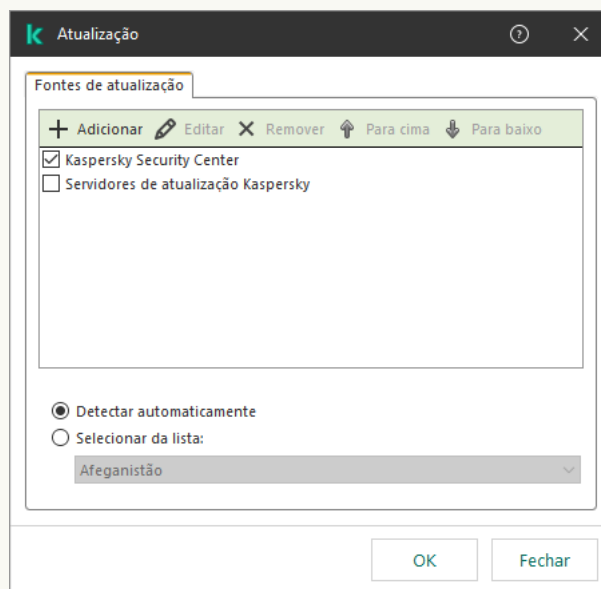 Atualização
Fontes de atualização
Adicionar Editar Remover Para cima Para baixo
Kaspersky Security Center
Servidores de atualização Kaspersky
Detectar automaticamente
Selecionar da lista:
Afeganistão
OK Fechar